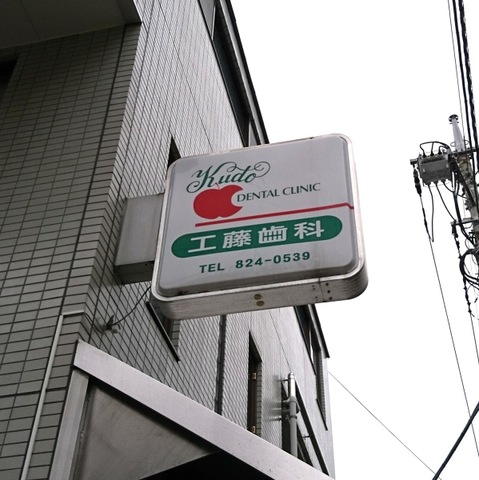 Kudo
DENTAL CLINIC
工藤歯科
TEL 824-0539